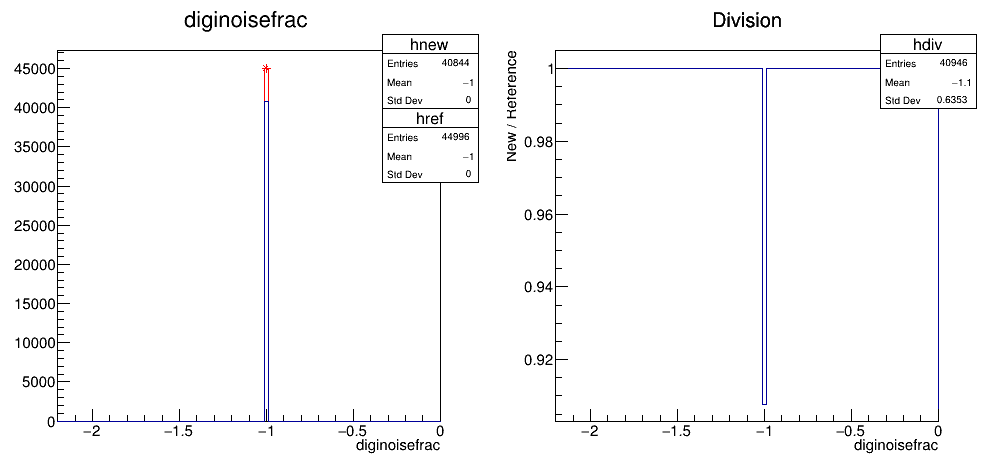 diginoisefrac
hnew
Entries 40844
Mean −1
Std Dev 0
href
Entries 44996
Mean −1
Std Dev 0
45000
40000
35000
30000
25000
20000
15000
10000
5000
0
−2 −1.5 −1 −0.5 0
diginoisefrac
Division
hdiv
Entries 40946
Mean −1.1
Std Dev 0.6353
New / Reference
1
0.98
0.96
0.94
0.92
−2 −1.5 −1 −0.5 0
diginoisefrac